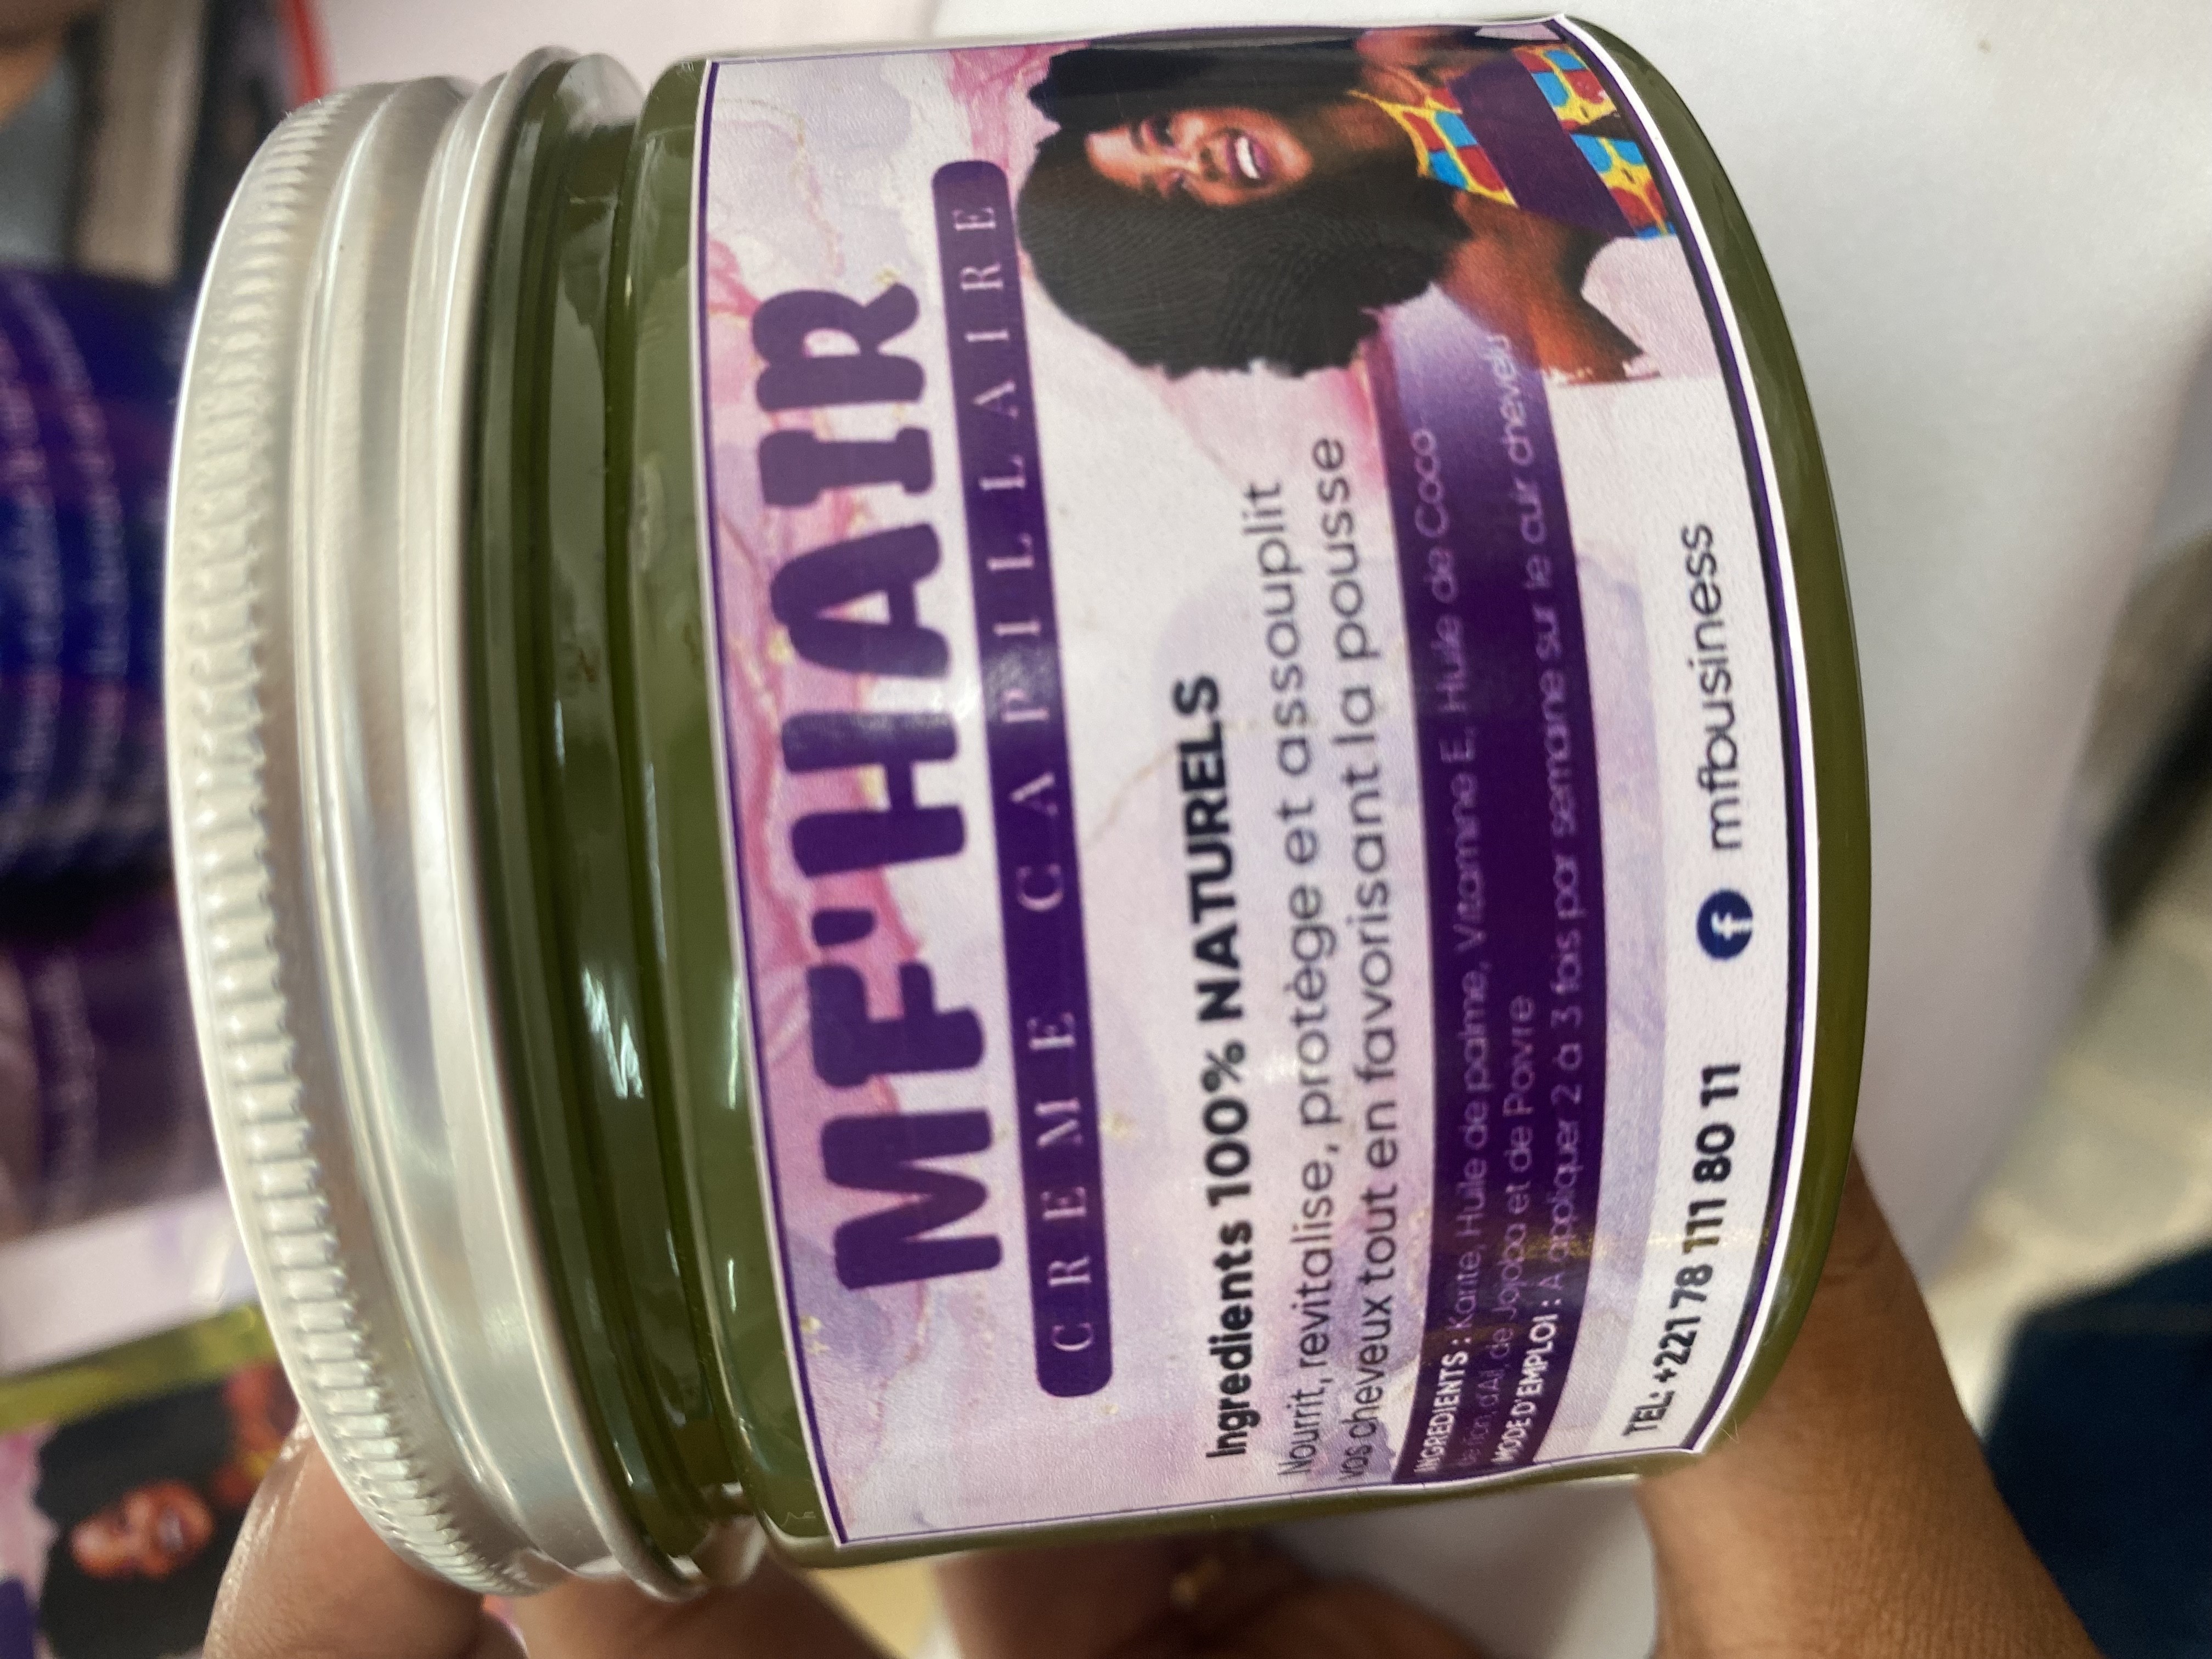 MF'HAIR
CREME CAPILLAIRE
Ingredients 100% NATURELS
Nourrit, revitalise, protège et assouplit
vos cheveux tout en favorisant la pousse
INGREDIENTS : Karite, Huile de palme, Vitamine E, Huile de Coco
de Jojoba et de Poivre
MODE D'EMPLOI : A appliquer 2 à 3 fois par semaine sur le cuir chevelu
TEL: +221 78 111 80 11 mfbusiness